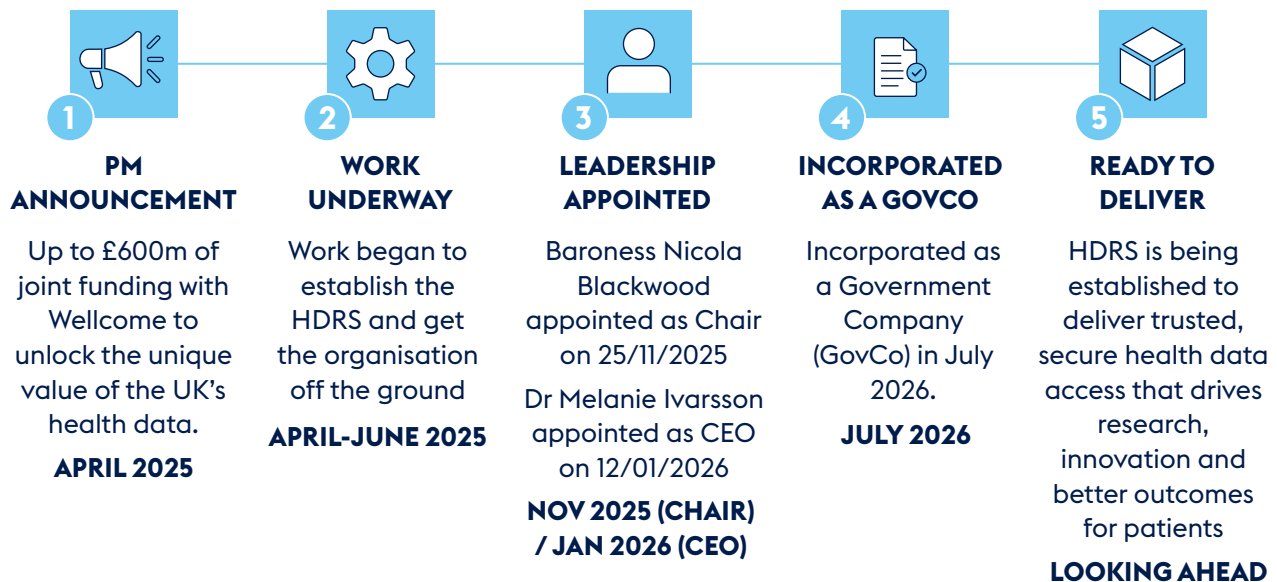 1
PM
ANNOUNCEMENT
Up to £600m of
joint funding with
Wellcome to
unlock the unique
value of the UK’s
health data.
APRIL 2025
2
WORK
UNDERWAY
Work began to
establish the
HDRS and get
the organisation
off the ground
APRIL-JUNE 2025
3
LEADERSHIP
APPOINTED
Baroness Nicola
Blackwood
appointed as Chair
on 25/11/2025
Dr Melanie Ivarsson
appointed as CEO
on 12/01/2026
NOV 2025 (CHAIR)
/ JAN 2026 (CEO)
4
INCORPORATED
AS A GOVCO
Incorporated as
a Government
Company
(GovCo) in July
2026.
JULY 2026
5
READY TO
DELIVER
HDRS is being
established to
deliver trusted,
secure health data
access that drives
research,
innovation and
better outcomes
for patients
LOOKING AHEAD